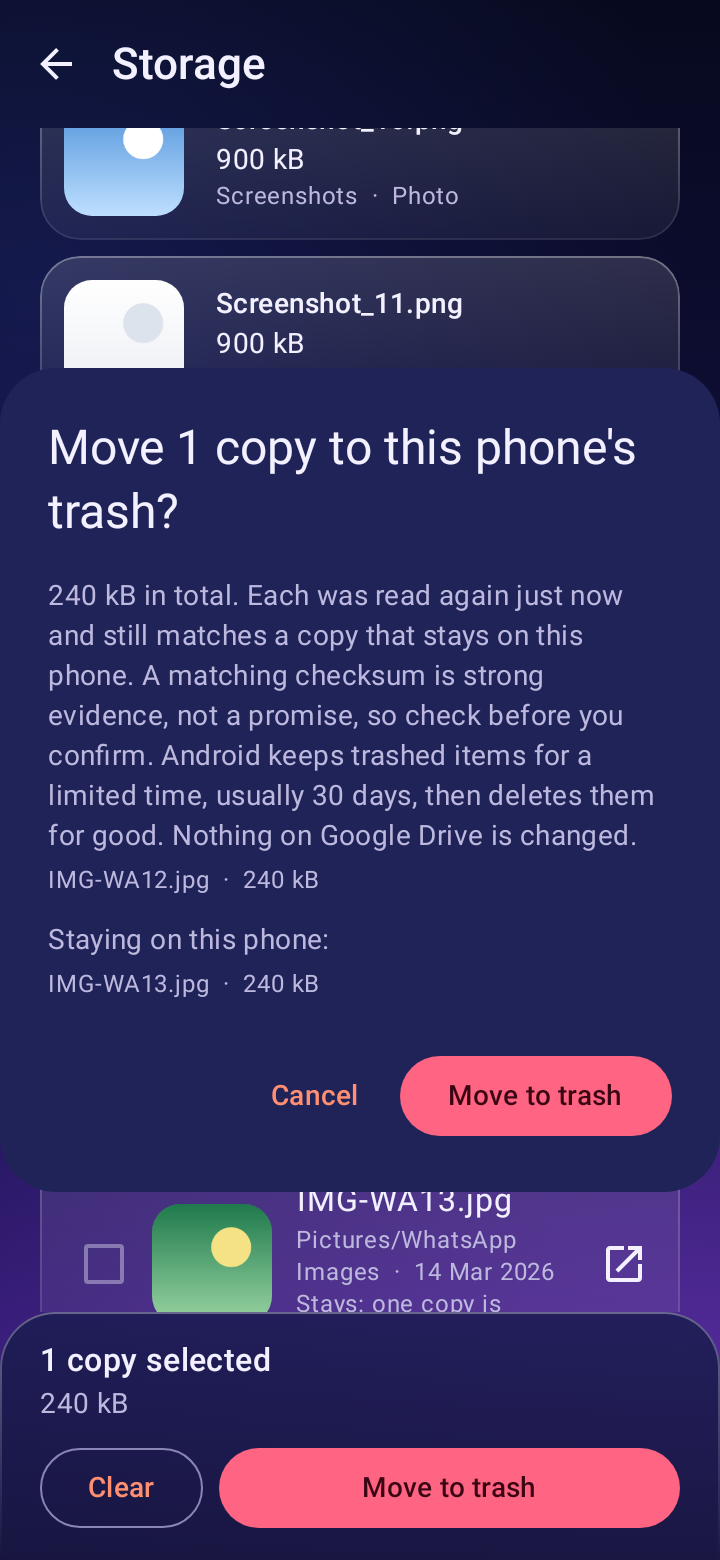 Storage
900 kB
Screenshots · Photo
Screenshot_11.png
900 kB
Move 1 copy to this phone's
trash?
240 kB in total. Each was read again just now
and still matches a copy that stays on this
phone. A matching checksum is strong
evidence, not a promise, so check before you
confirm. Android keeps trashed items for a
limited time, usually 30 days, then deletes them
for good. Nothing on Google Drive is changed.
IMG-WA12.jpg · 240 kB
Staying on this phone:
IMG-WA13.jpg · 240 kB
Cancel
Move to trash
IMG-WA13.jpg
Pictures/WhatsApp
Images · 14 Mar 2026
Stays: one copy is
1 copy selected
240 kB
Clear
Move to trash